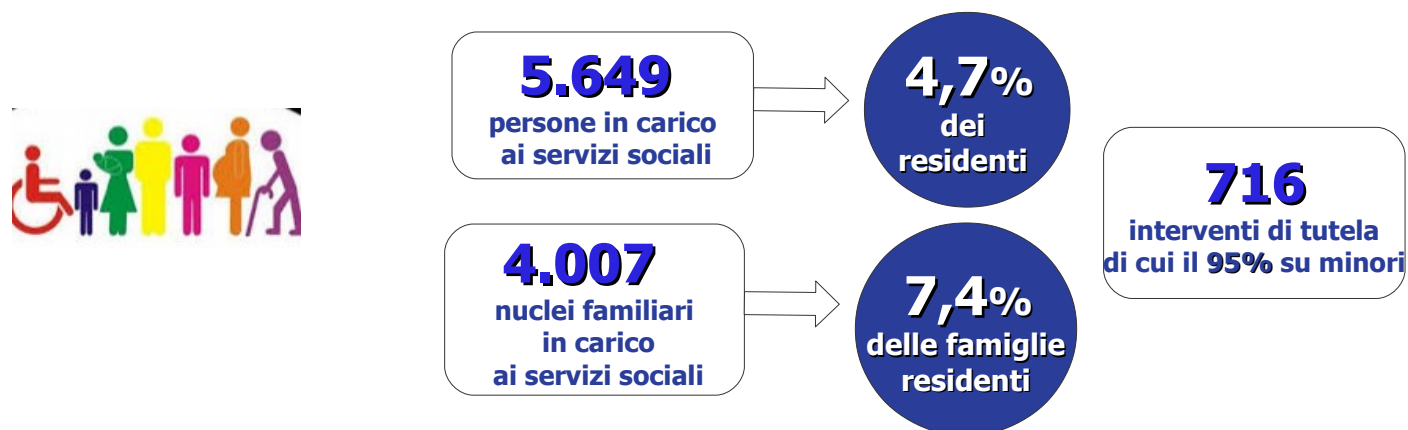 5.649
persone in carico
ai servizi sociali
4,7%
dei
residenti
4.007
nuclei familiari
in carico
ai servizi sociali
7,4%
delle famiglie
residenti
716
interventi di tutela
di cui il 95% su minori